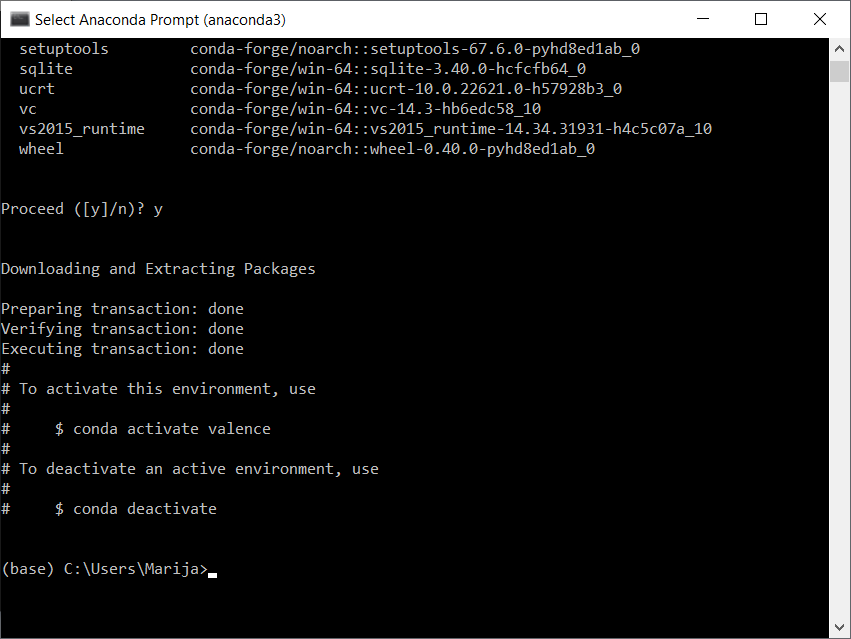 Select Anaconda Prompt (anaconda3)
setuptools conda-forge/noarch::setuptools-67.6.0-pyhd8ed1ab_0
sqlite conda-forge/win-64::sqlite-3.40.0-hcfcfb64_0
ucrt conda-forge/win-64::ucrt-10.0.22621.0-h57928b3_0
vc conda-forge/win-64::vc-14.3-hb6edc58_10
vs2015_runtime conda-forge/win-64::vs2015_runtime-14.34.31931-h4c5c07a_10
wheel conda-forge/noarch::wheel-0.40.0-pyhd8ed1ab_0
Proceed ([y]/n)? y
Downloading and Extracting Packages
Preparing transaction: done
Verifying transaction: done
Executing transaction: done
#
# To activate this environment, use
#
# $ conda activate valence
#
# To deactivate an active environment, use
#
# $ conda deactivate
(base) C:\Users\Marija>